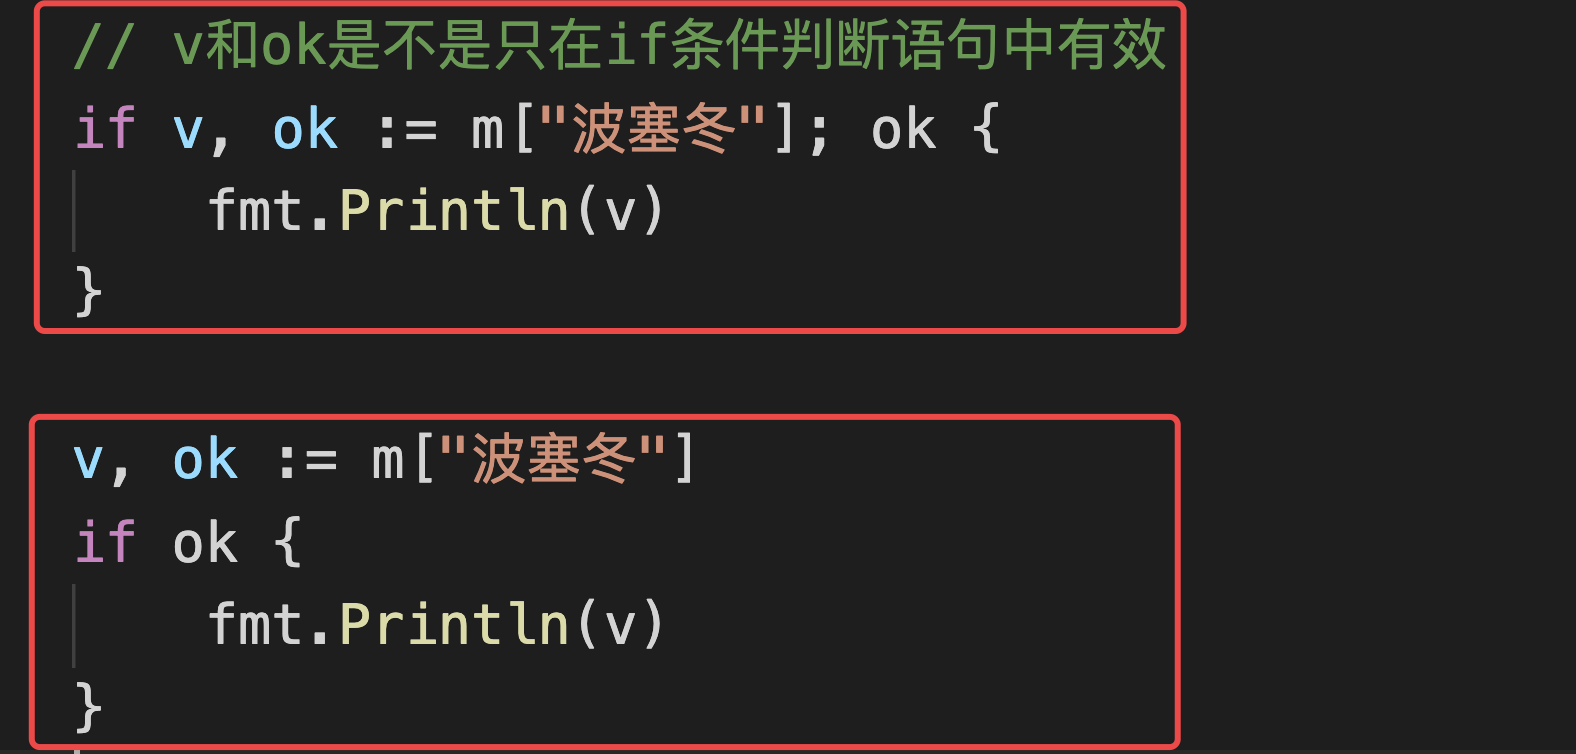 // v和ok是不是只在if条件判断语句中有效
if v, ok := m["波塞冬"]; ok {
    fmt.Println(v)
}
v, ok := m["波塞冬"]
if ok {
    fmt.Println(v)
}